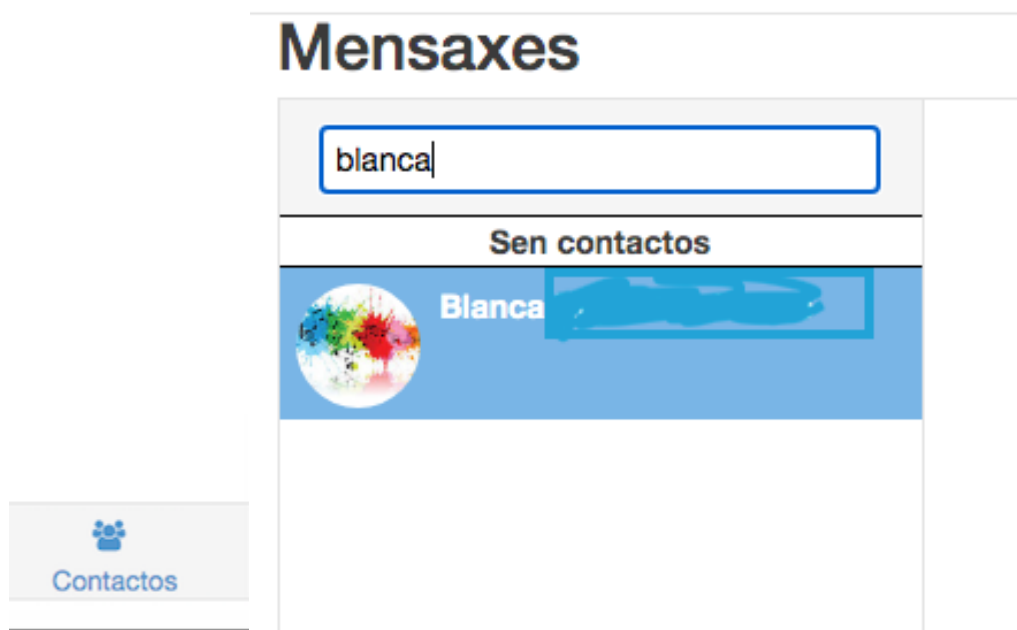 Mensaxes
blanca
Sen contactos
Blanca
Contactos